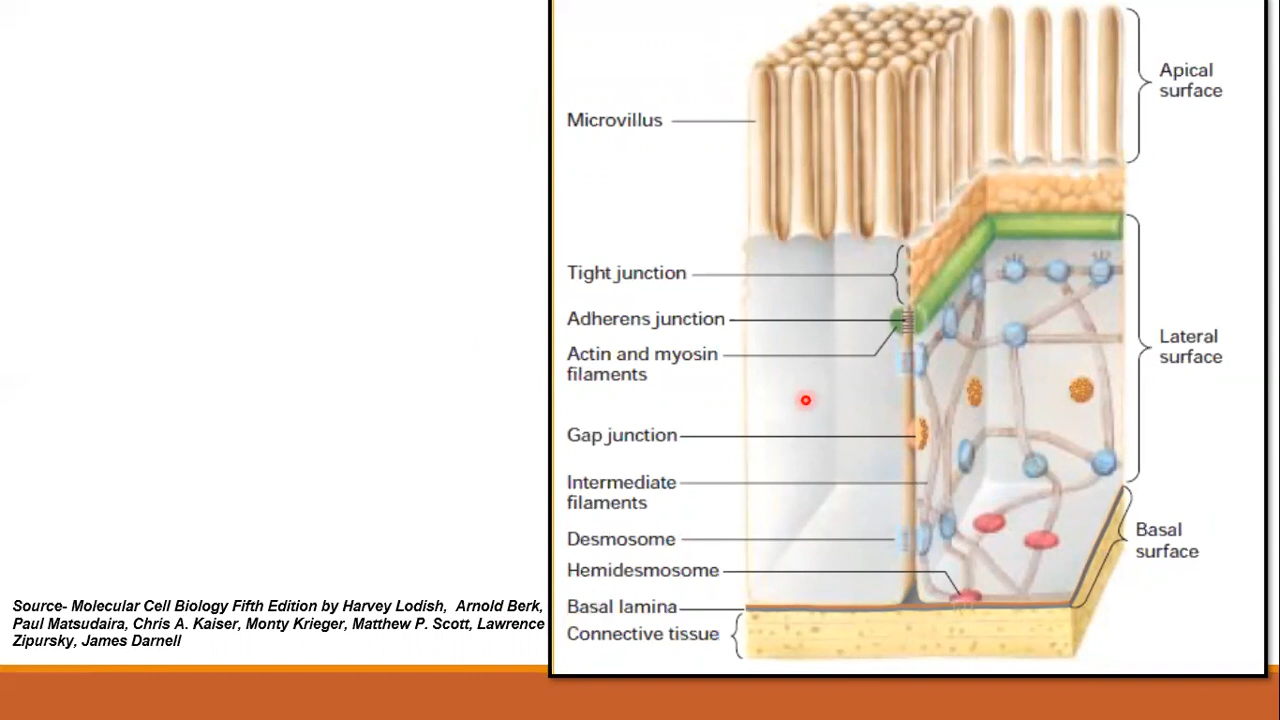 Microvillus
Tight junction
Adherens junction
Actin and myosin
filaments
Gap junction
Intermediate
filaments
Desmosome
Hemidesmosome
Basal lamina
Connective tissue
Apical
surface
Lateral
surface
Basal
surface
Source- Molecular Cell Biology Fifth Edition by Harvey Lodish, Arnold Berk,
Paul Matsudaira, Chris A. Kaiser, Monty Krieger, Matthew P. Scott, Lawrence
Zipursky, James Darnell